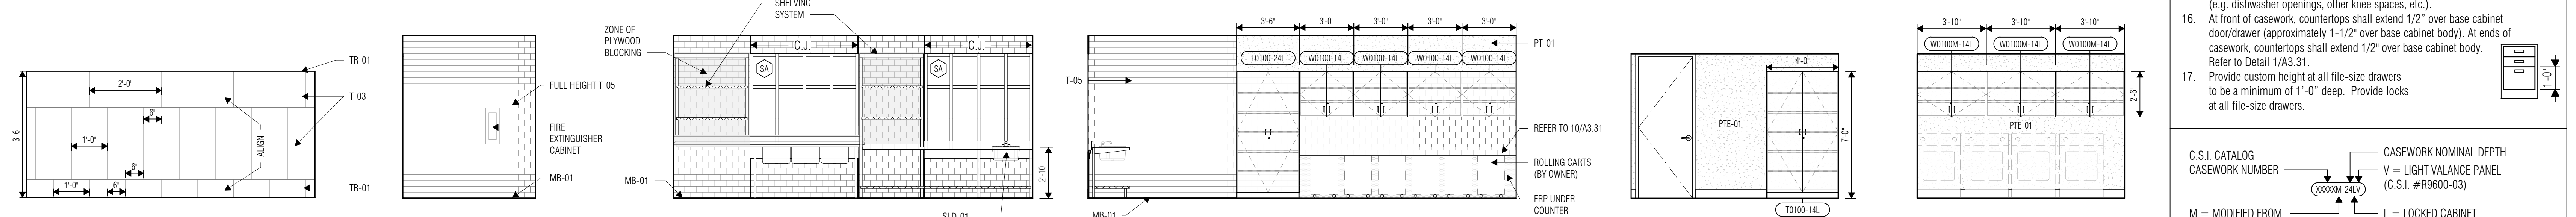 TR-01
T-03
TB-01
3'-6"
2'-0"
6"
1'-0"
6"
1'-0"
6"
ALIGN
FULL HEIGHT T-05
FIRE
EXTINGUISHER
CABINET
MB-01
SHELVING
SYSTEM
ZONE OF
PLYWOOD
BLOCKING
C.J.
C.J.
SA
SA
MB-01
2'-10"
SLD-01
3'-6"
3'-0"
3'-0"
3'-0"
3'-0"
T0100-24L
W0100-14L
W0100-14L
W0100-14L
W0100-14L
PT-01
T-05
REFER TO 10/A3.31
ROLLING CARTS
(BY OWNER)
FRP UNDER
COUNTER
MB-01
4'-0"
PTE-01
7'-0"
T0100-14L
3'-10"
3'-10"
3'-10"
W0100M-14L
W0100M-14L
W0100M-14L
2'-6"
PTE-01
(e.g. dishwasher openings, other knee spaces, etc.).
16. At front of casework, countertops shall extend 1/2" over base cabinet
door/drawer (approximately 1-1/2" over base cabinet body). At ends of
casework, countertops shall extend 1/2" over base cabinet body.
Refer to Detail 1/A3.31.
17. Provide custom height at all file-size drawers
to be a minimum of 1'-0" deep. Provide locks
at all file-size drawers.
1'-0"
C.S.I. CATALOG
CASEWORK NUMBER
CASEWORK NOMINAL DEPTH
V = LIGHT VALANCE PANEL
(C.S.I. #R9600-03)
XXXXXM-24LV
M = MODIFIED FROM
L = LOCKED CABINET